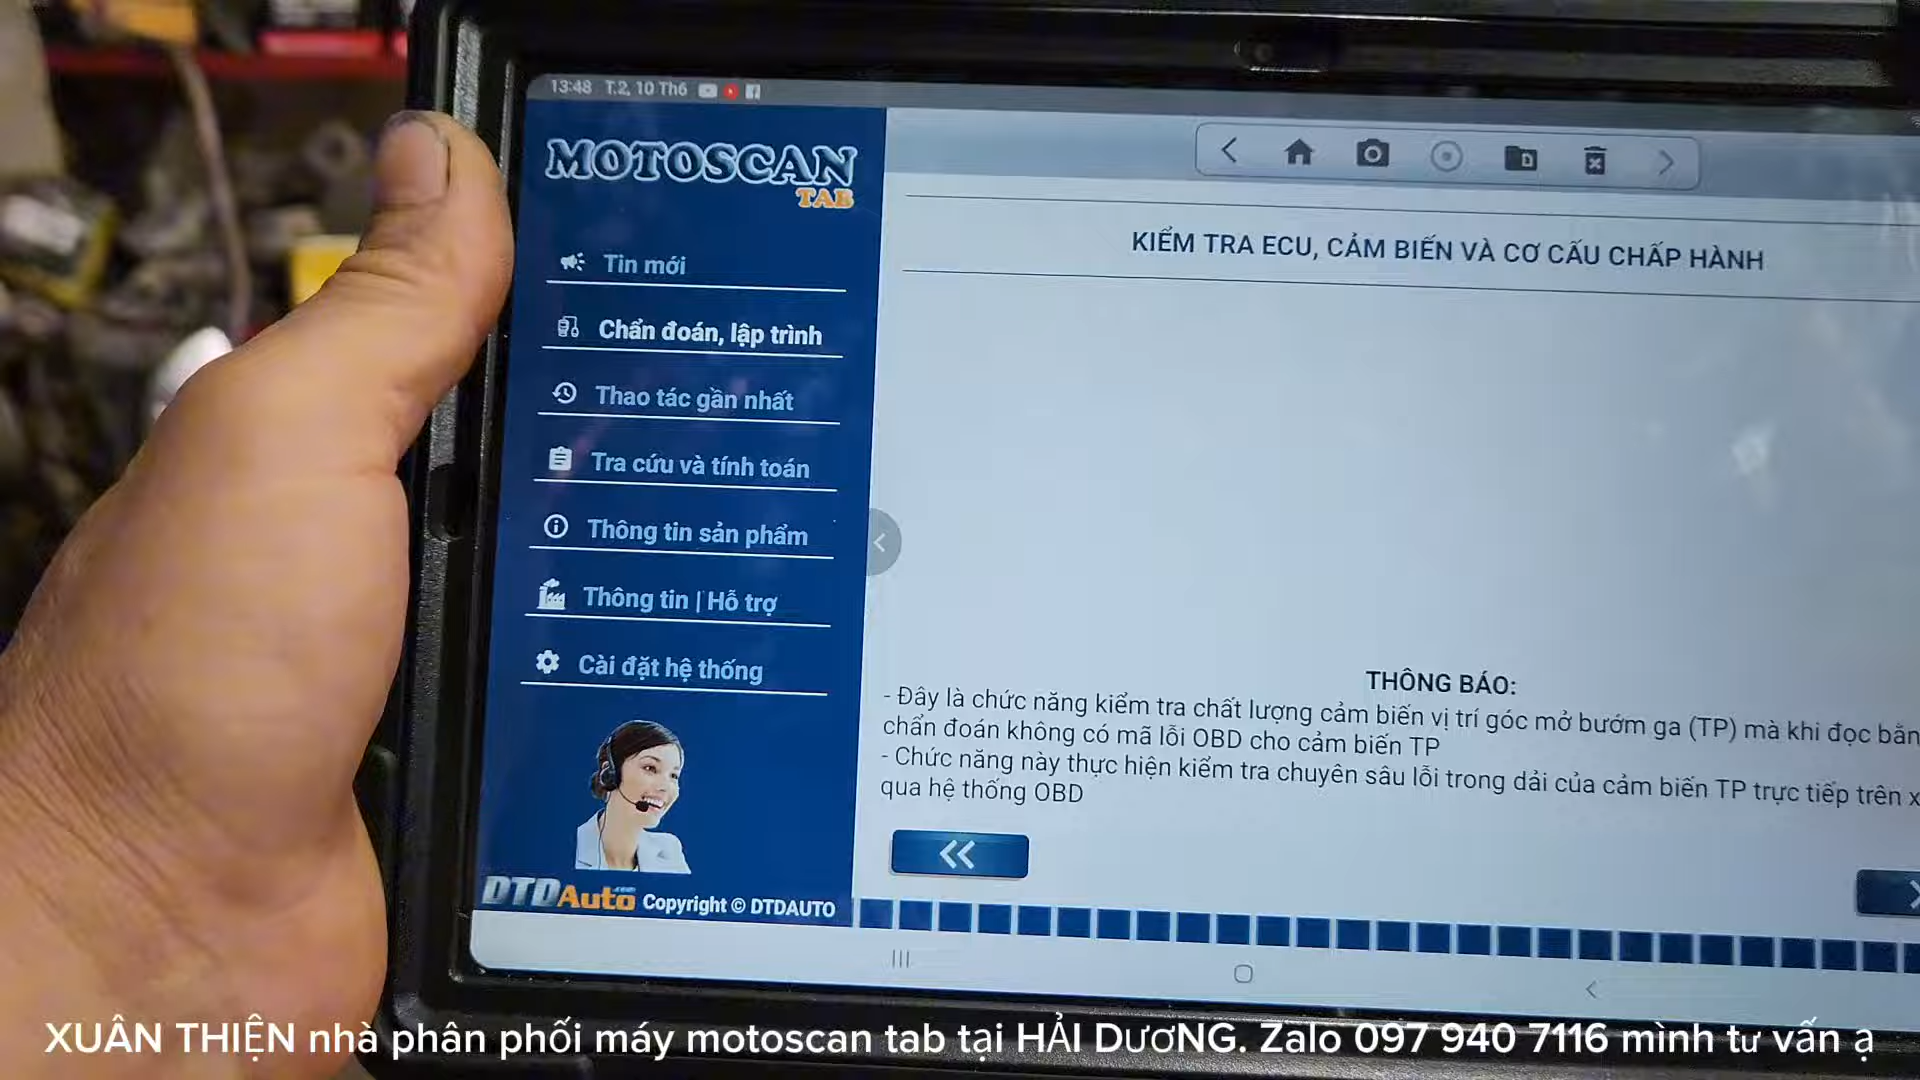 13:48 T.2, 10 Th6
MOTOSCAN
TAB
Tin mới
Chẩn đoán, lập trình
Thao tác gần nhất
Tra cứu và tính toán
Thông tin sản phẩm
Thông tin | Hỗ trợ
Cài đặt hệ thống
DTDAuto.com Copyright © DTDAUTO
KIỂM TRA ECU, CẢM BIẾN VÀ CƠ CẤU CHẤP HÀNH
THÔNG BÁO:
- Đây là chức năng kiểm tra chất lượng cảm biến vị trí góc mở bướm ga (TP) mà khi đọc bằn
chẩn đoán không có mã lỗi OBD cho cảm biến TP
- Chức năng này thực hiện kiểm tra chuyên sâu lỗi trong dải của cảm biến TP trực tiếp trên x
qua hệ thống OBD
XUÂN THIỆN nhà phân phối máy motoscan tab tại HẢI DươNG. Zalo 097 940 7116 mình tư vấn ạ